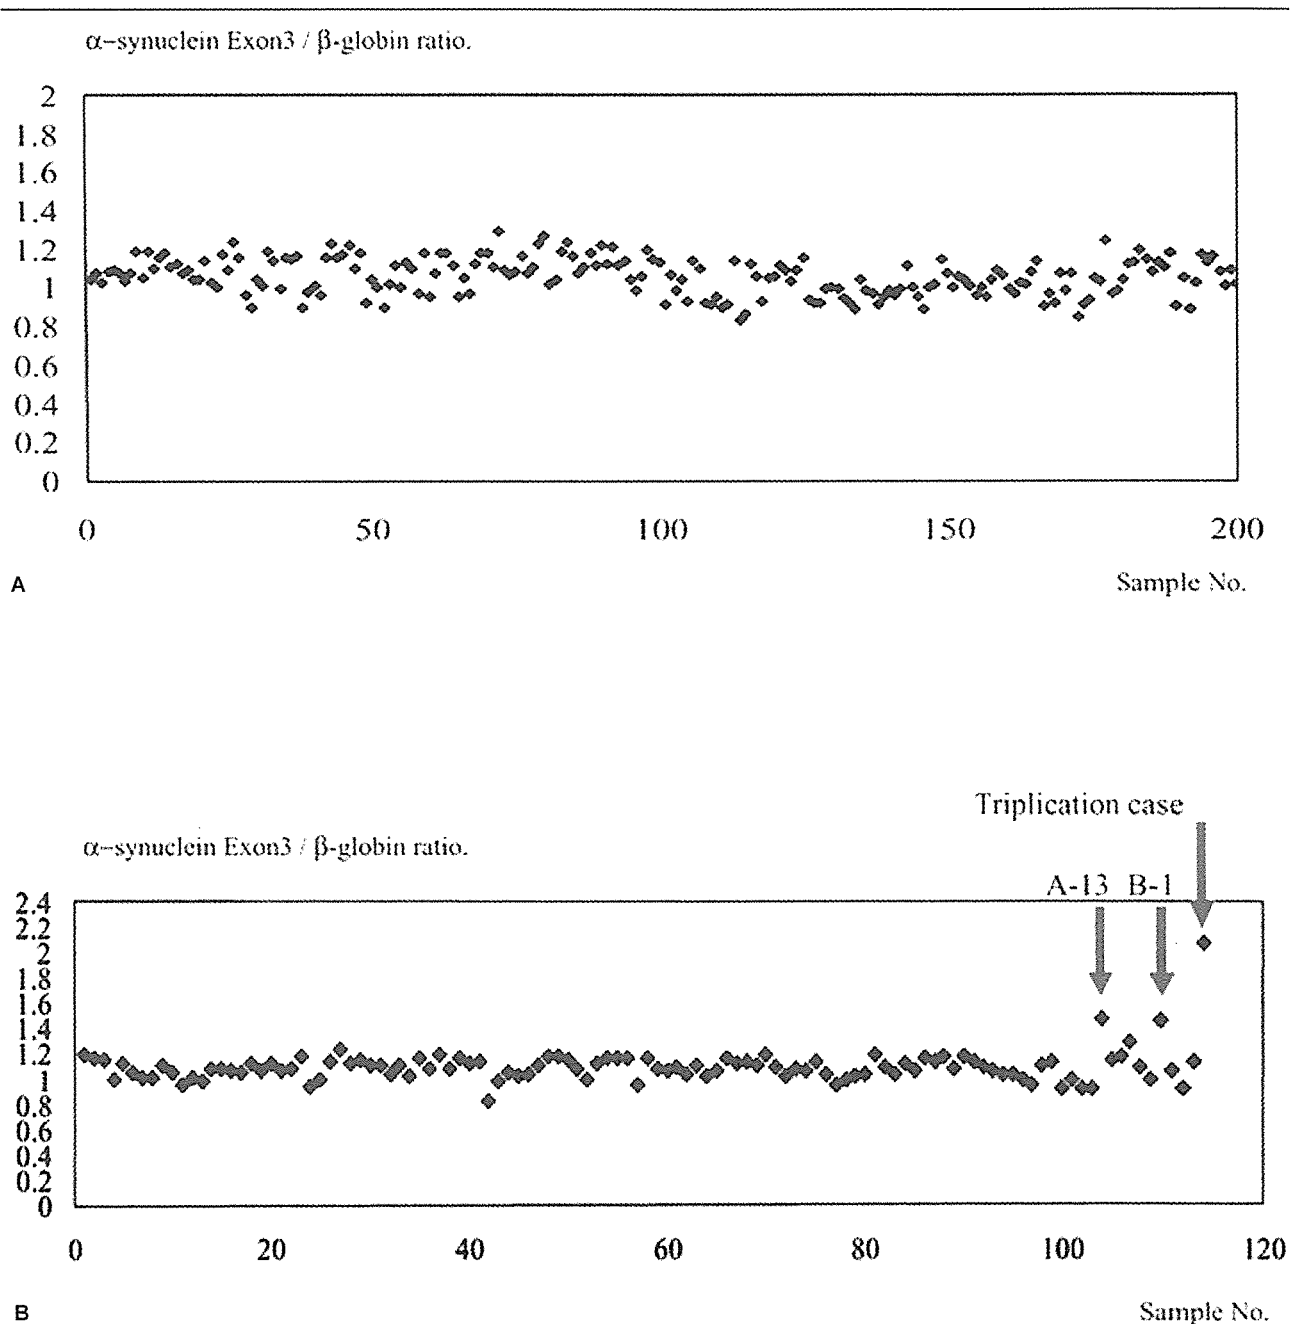 α–synuclein Exon3 / β-globin ratio.
2
1.8
1.6
1.4
1.2
1
0.8
0.6
0.4
0.2
0
0 50 100 150 200
A
Sample No.
Triplication case
α–synuclein Exon3 / β-globin ratio.
A-13 B-1
2.4
2.2
2
1.8
1.6
1.4
1.2
1
0.8
0.6
0.4
0.2
0
0 20 40 60 80 100 120
B
Sample No.